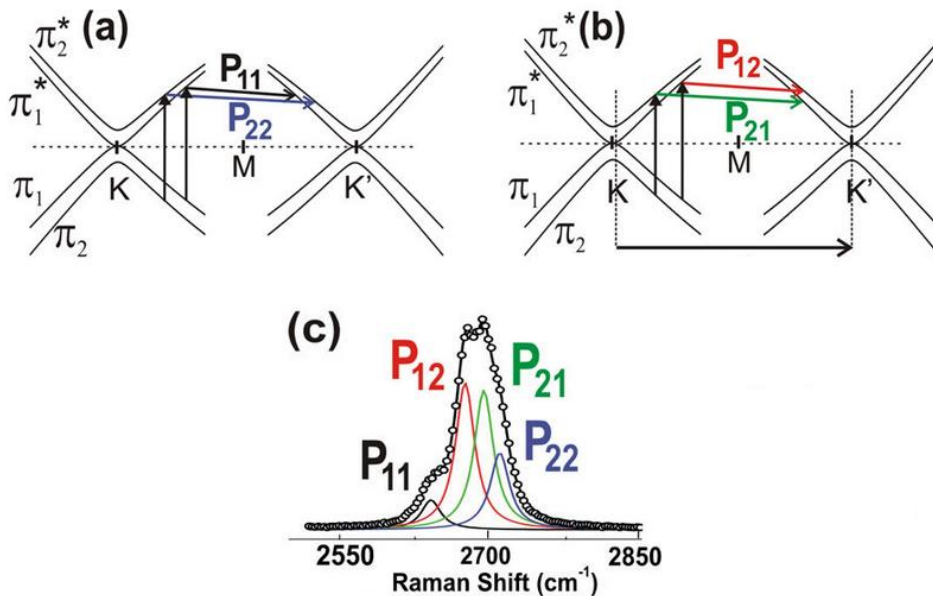 (a)
π₂*
π₁*
π₁
π₂
P₁₁
P₂₂
K
M
K'
(b)
π₂*
π₁*
π₁
π₂
P₁₂
P₂₁
K
M
K'
(c)
P₁₁
P₁₂
P₂₁
P₂₂
2550 2700 2850
Raman Shift (cm⁻¹)